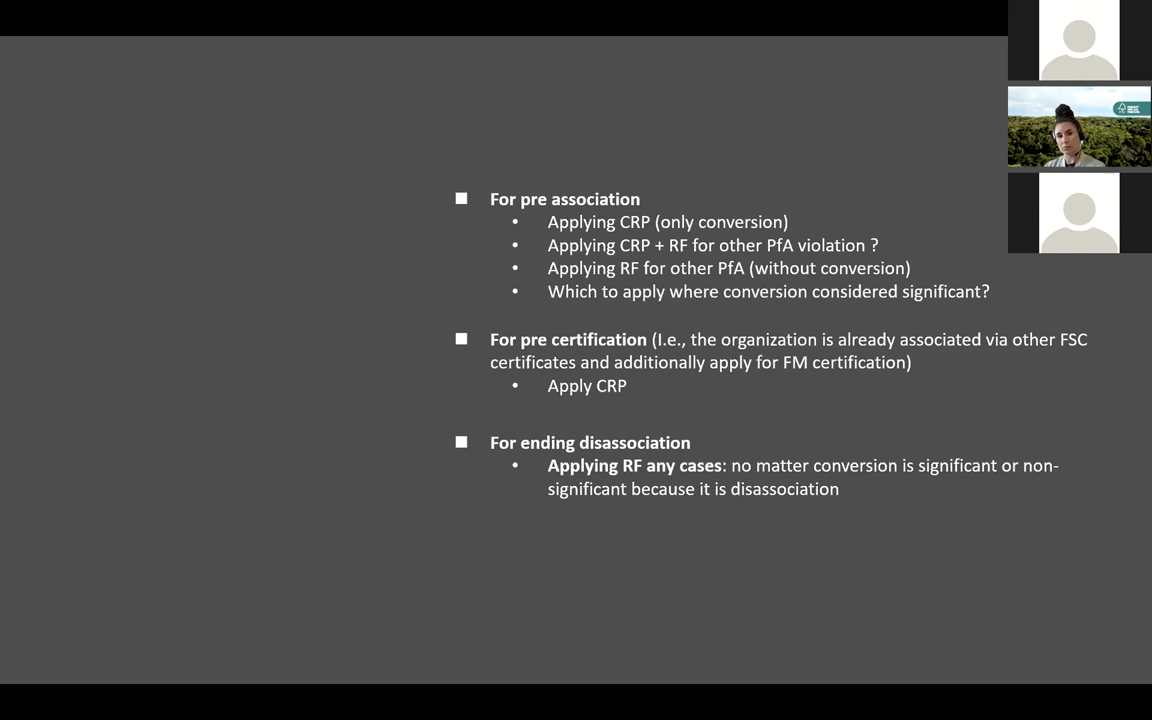 For pre association
• Applying CRP (only conversion)
• Applying CRP + RF for other PfA violation ?
• Applying RF for other PfA (without conversion)
• Which to apply where conversion considered significant?
For pre certification (I.e., the organization is already associated via other FSC
certificates and additionally apply for FM certification)
• Apply CRP
For ending disassociation
• Applying RF any cases: no matter conversion is significant or non-
significant because it is disassociation